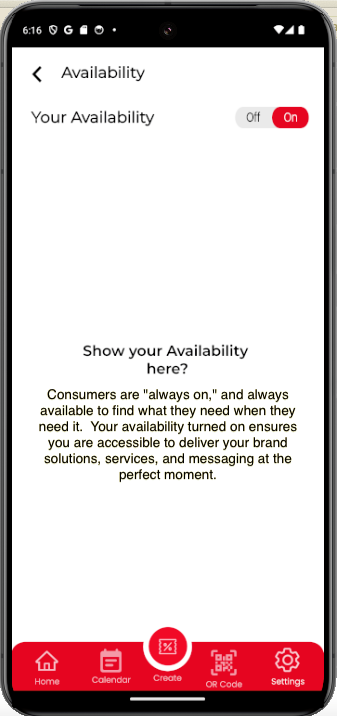 6:16
Availability
Your Availability
Off On
Show your Availability
here?
Consumers are "always on," and always
available to find what they need when they
need it. Your availability turned on ensures
you are accessible to deliver your brand
solutions, services, and messaging at the
perfect moment.
Home Calendar Create QR Code Settings